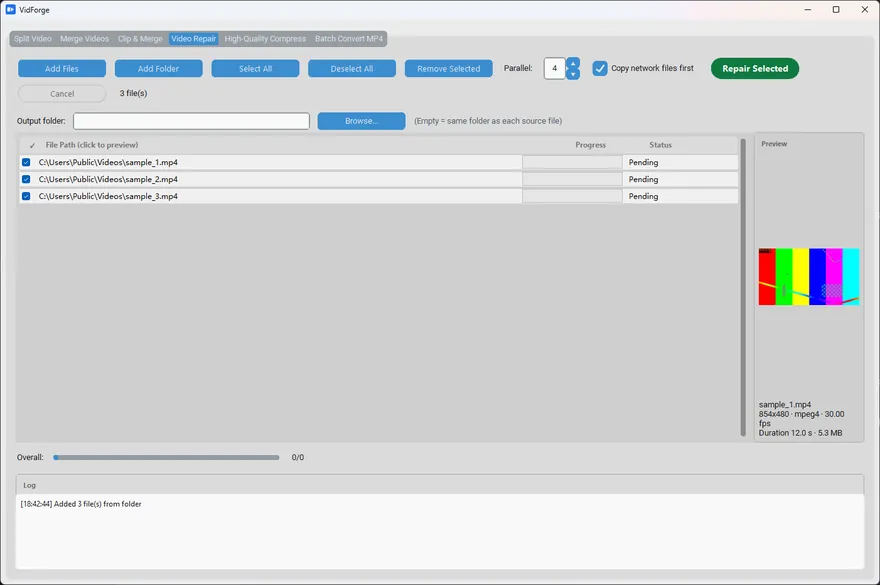 VidForge
Split Video Merge Videos Clip & Merge Video Repair High-Quality Compress Batch Convert MP4
Add Files Add Folder Select All Deselect All Remove Selected Parallel: 4 Copy network files first Repair Selected
Cancel 3 file(s)
Output folder: Browse... (Empty = same folder as each source file)
✓ File Path (click to preview) Progress Status
C:\Users\Public\Videos\sample_1.mp4 Pending
C:\Users\Public\Videos\sample_2.mp4 Pending
C:\Users\Public\Videos\sample_3.mp4 Pending
Preview
sample_1.mp4
854x480 · mpeg4 · 30.00
fps
Duration 12.0 s · 5.3 MB
Overall: 0/0
Log
[18:42:44] Added 3 file(s) from folder